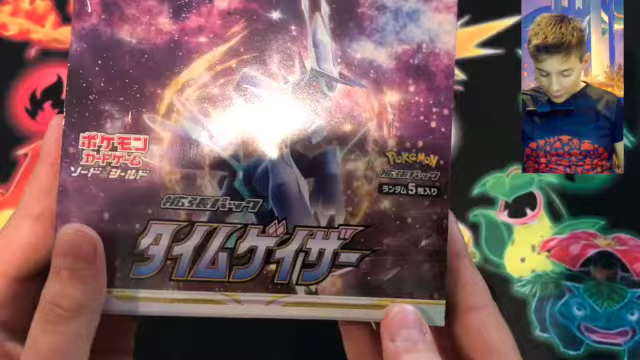 ポケモン
カードゲーム
ソード&シールド
Pokémon
拡張パック
ランダム5枚入り
拡張パック
タイムゲイザー